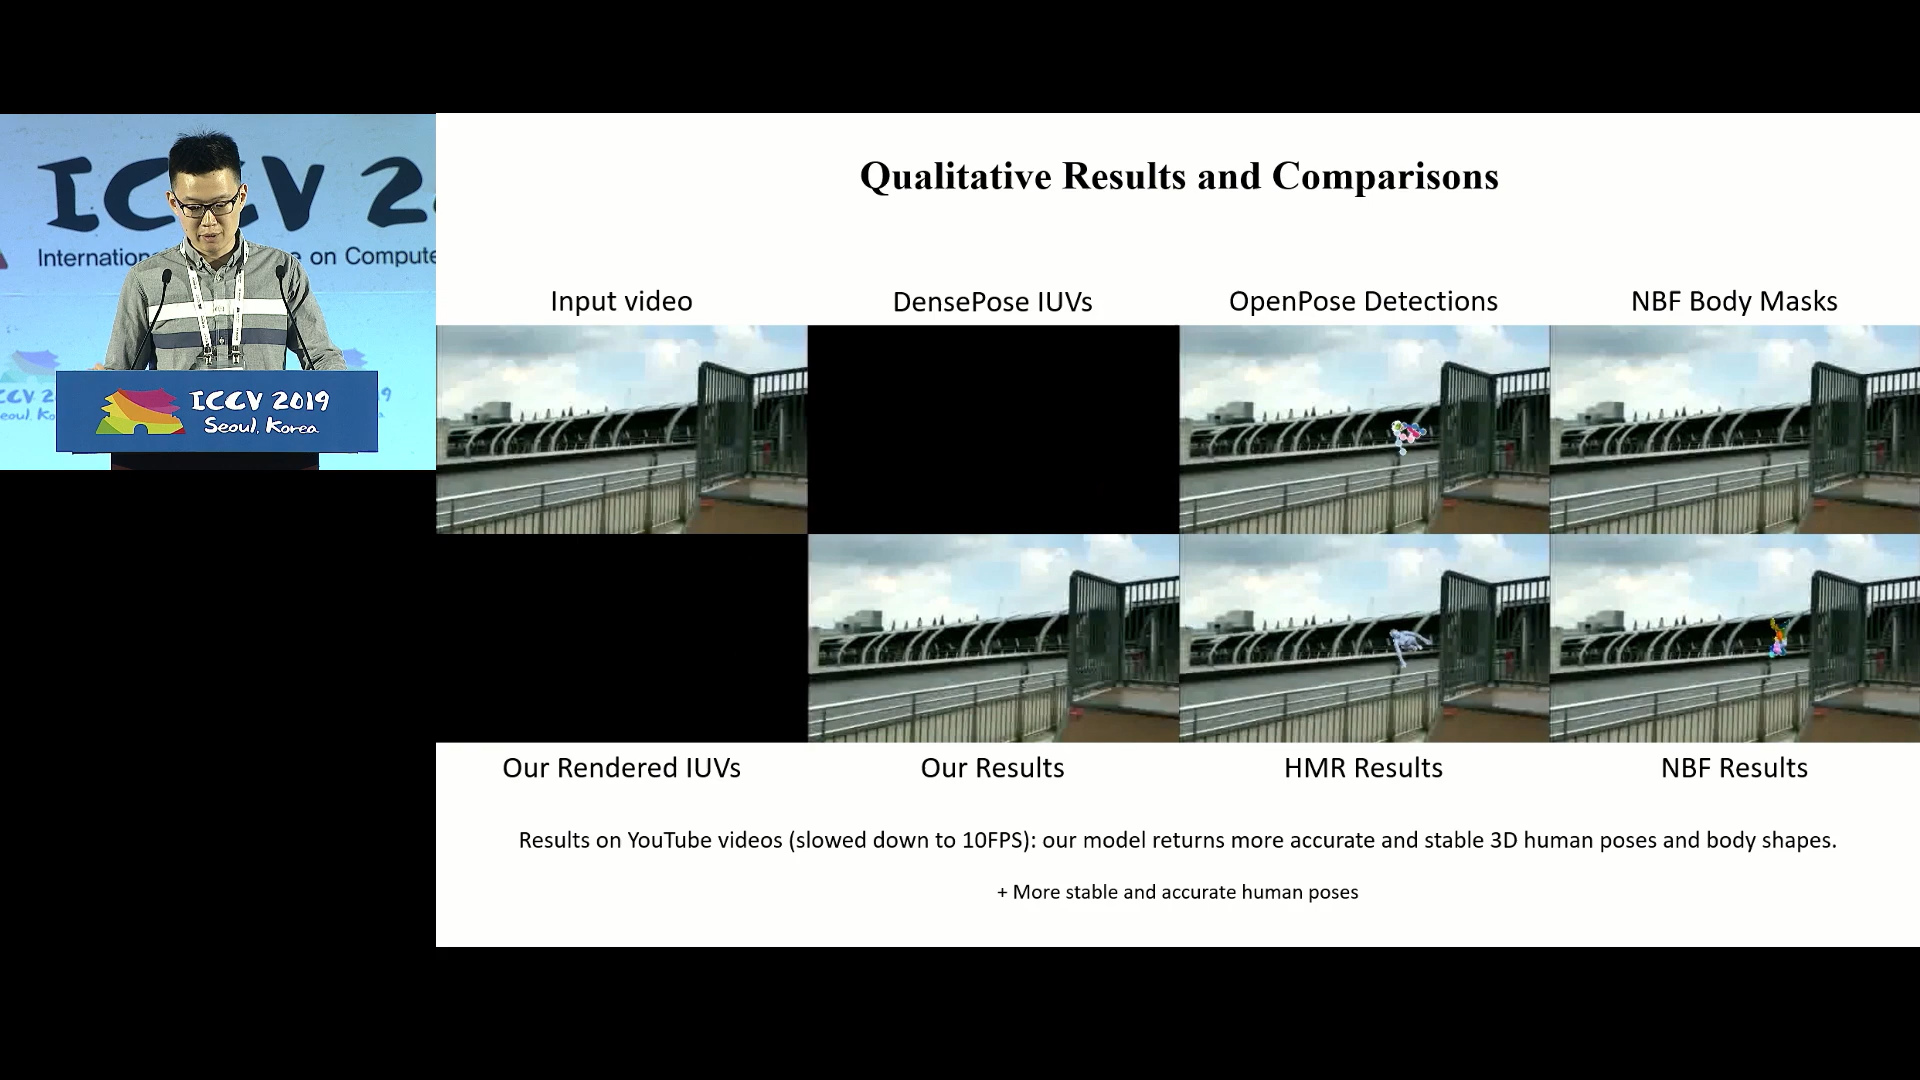 ICCV 2
Internation e on Compute
ICCV 2019
Seoul, Korea
Qualitative Results and Comparisons
Input video
DensePose IUVs
OpenPose Detections
NBF Body Masks
Our Rendered IUVs
Our Results
HMR Results
NBF Results
Results on YouTube videos (slowed down to 10FPS): our model returns more accurate and stable 3D human poses and body shapes.
+ More stable and accurate human poses